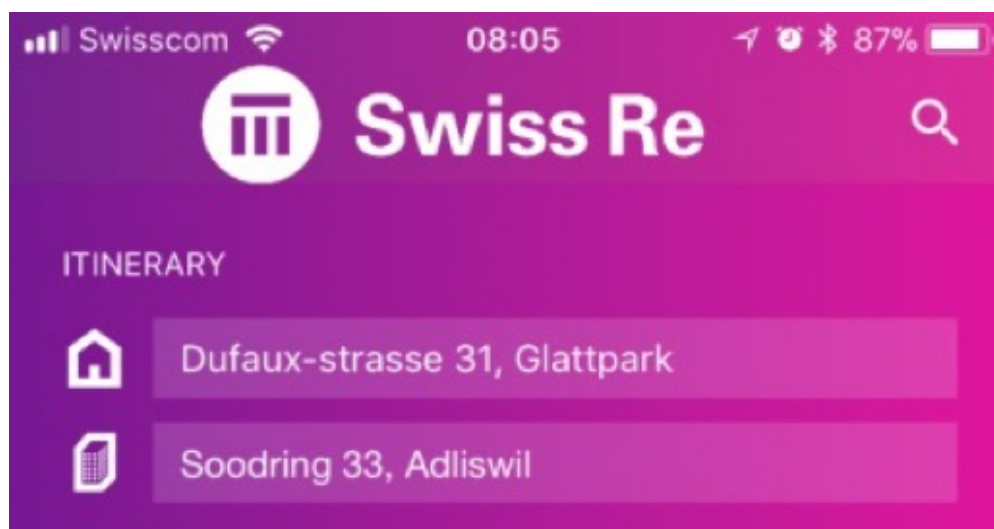 Swisscom 08:05 87%
Swiss Re
ITINERARY
Dufaux-strasse 31, Glattpark
Soodring 33, Adliswil